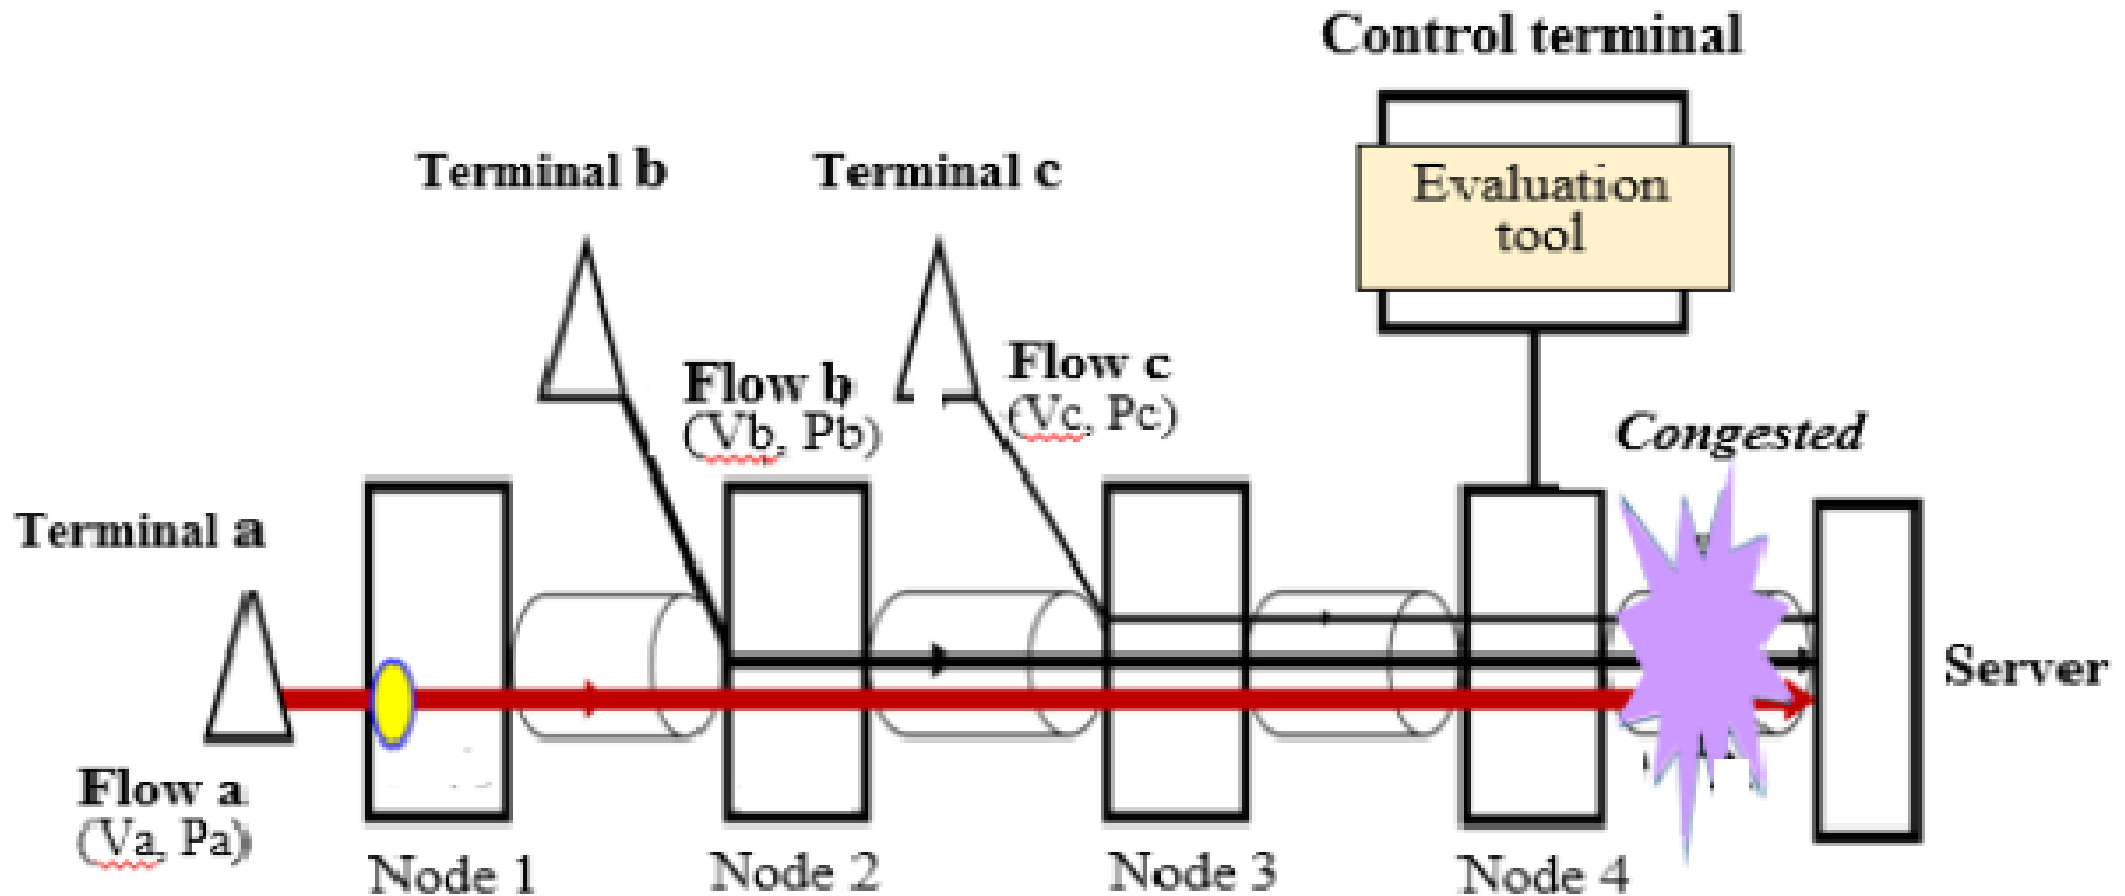 Control terminal
Evaluation
tool
Terminal b
Terminal c
Flow b
(Vb, Pb)
Flow c
(Vc, Pc)
Congested
Terminal a
Server
Flow a
(Va, Pa)
Node 1
Node 2
Node 3
Node 4